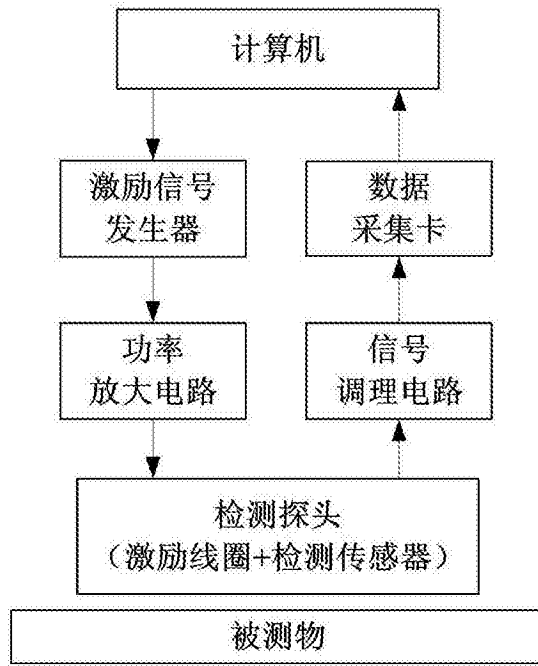 计算机
激励信号
发生器
数据
采集卡
功率
放大电路
信号
调理电路
检测探头
（激励线圈+检测传感器）
被测物